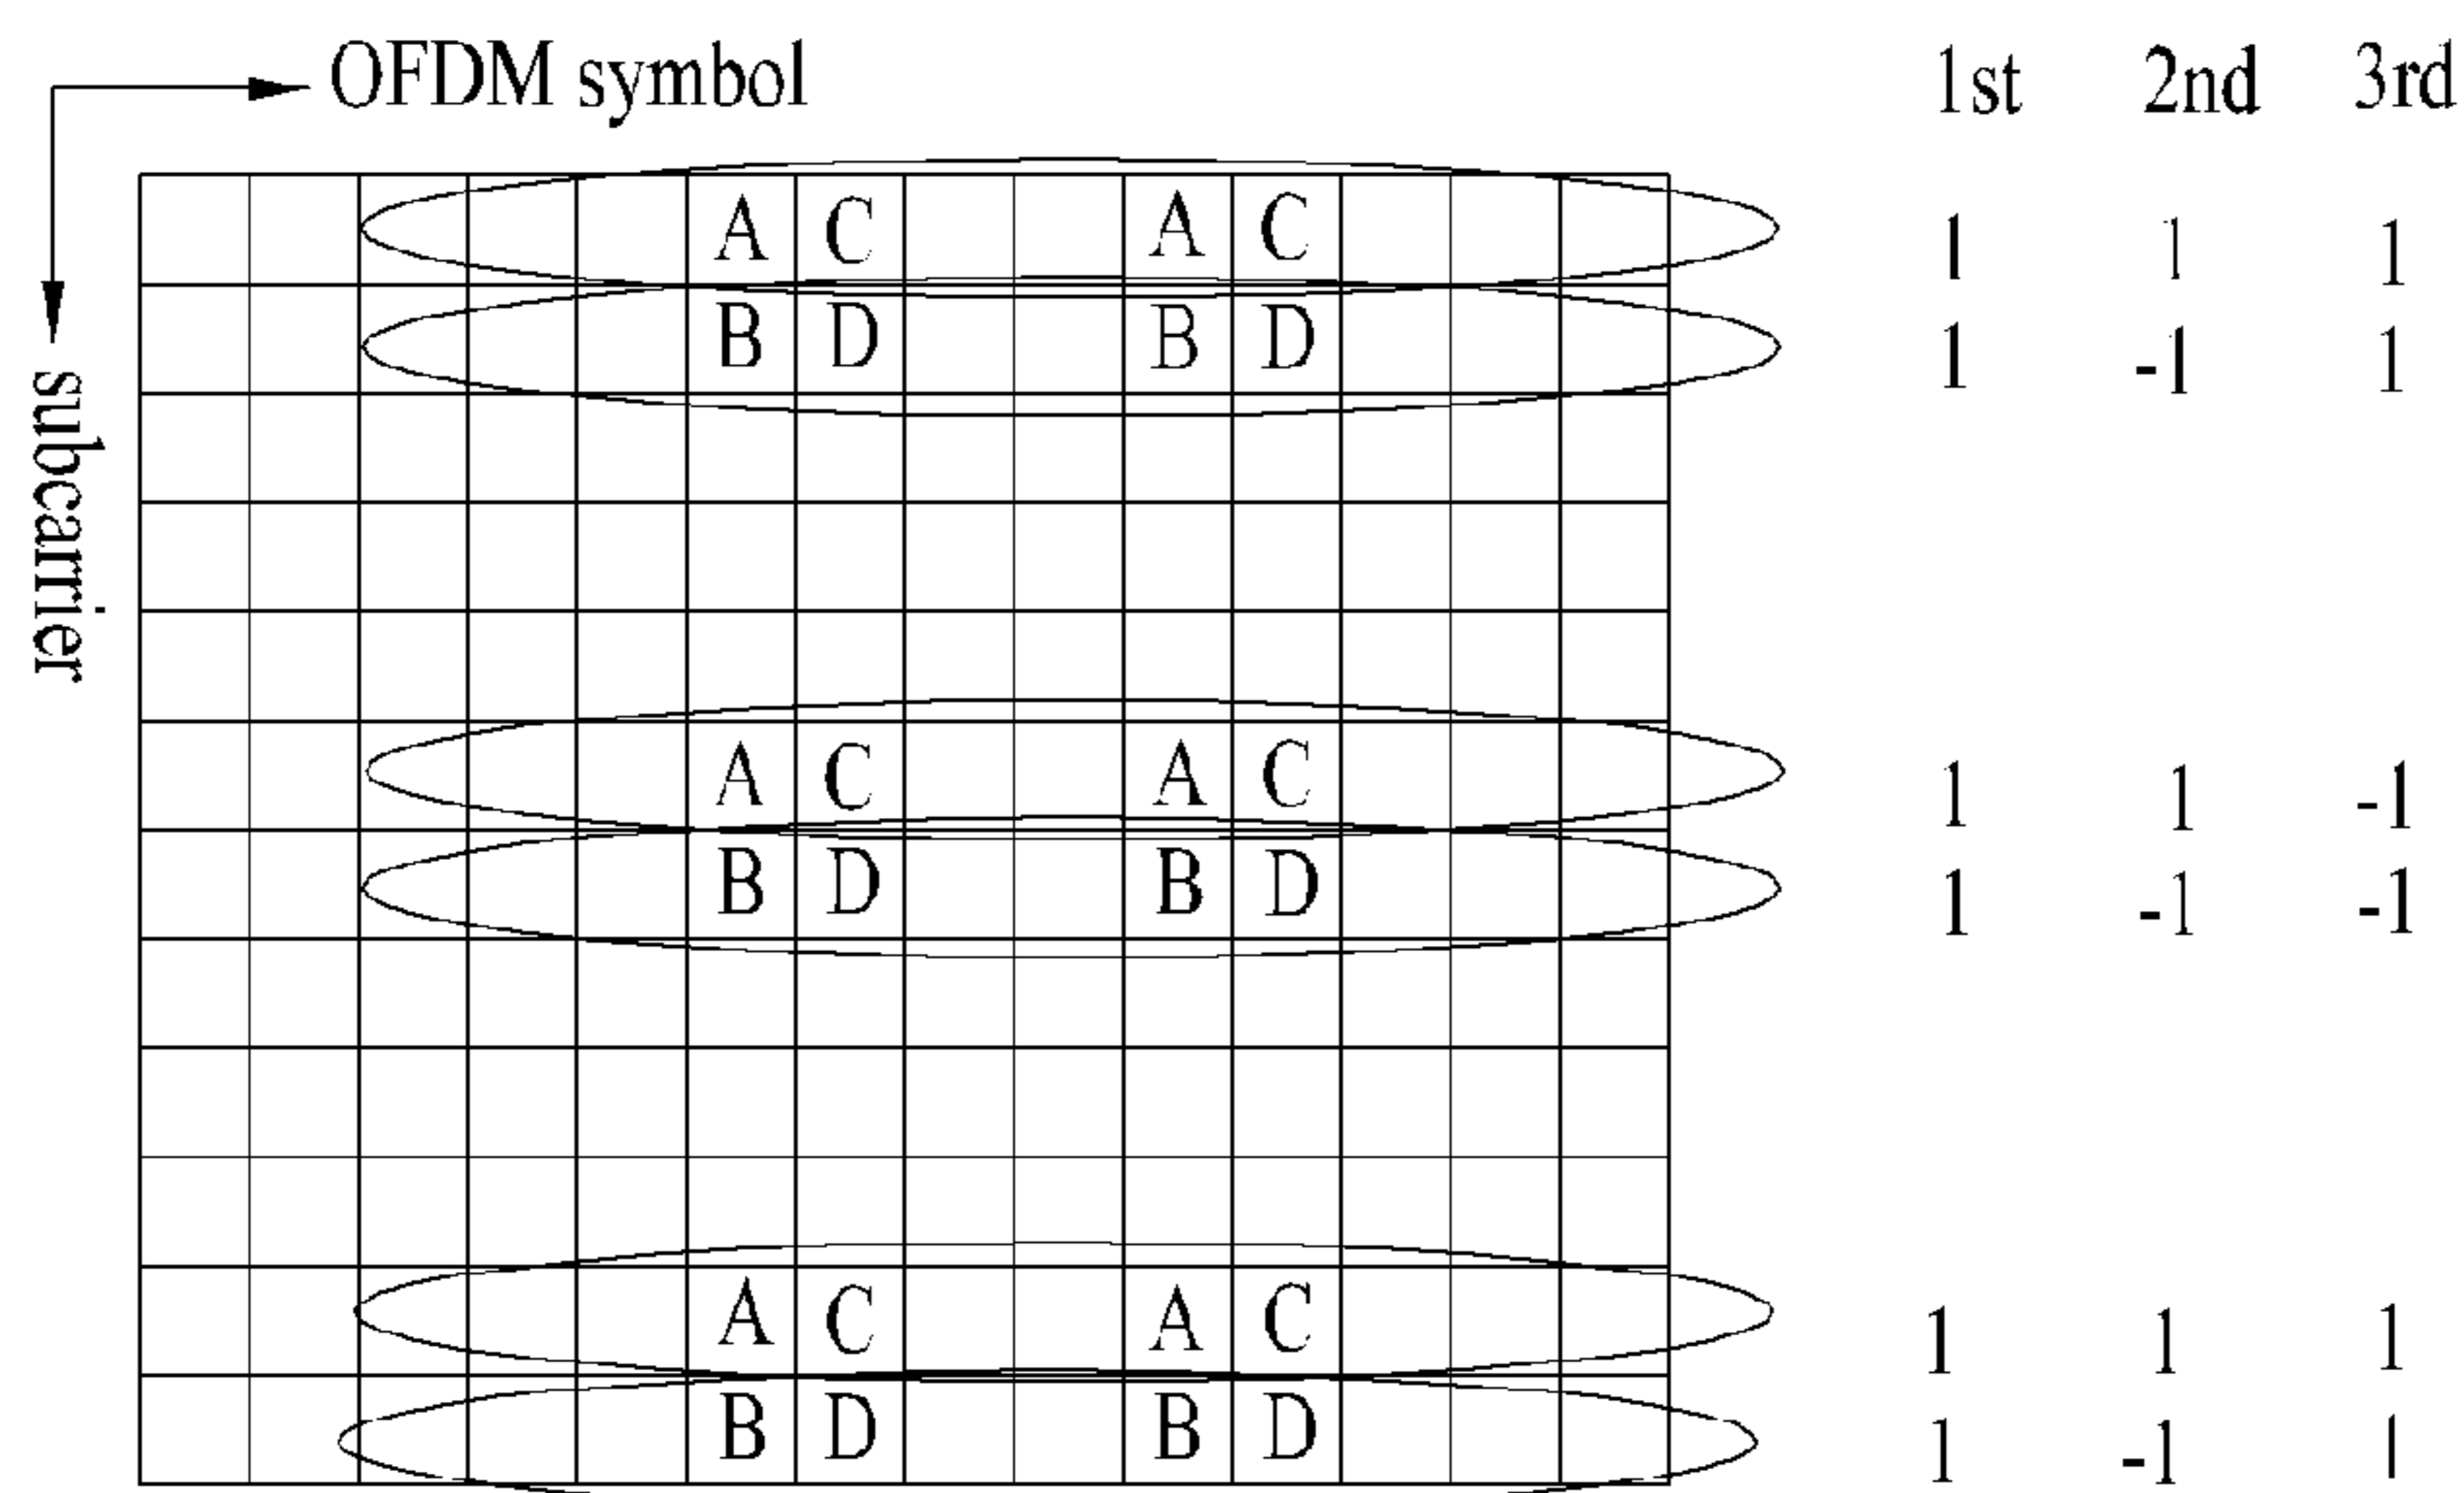 OFDM symbol 1st 2nd 3rd
subcarrier
A C A C 1 1 1
B D B D 1 -1 1
A C A C 1 1 -1
B D B D 1 -1 -1
A C A C 1 1 1
B D B D 1 -1 1